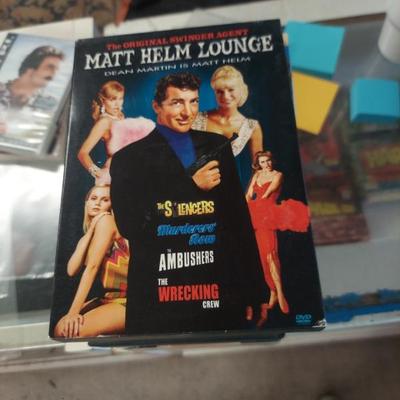 The ORIGINAL SWINGER AGENT
MATT HELM LOUNGE
DEAN MARTIN IS MATT HELM
THE SILENCERS
Murderers'
Row
THE
AMBUSHERS
THE
WRECKING
CREW
DVD